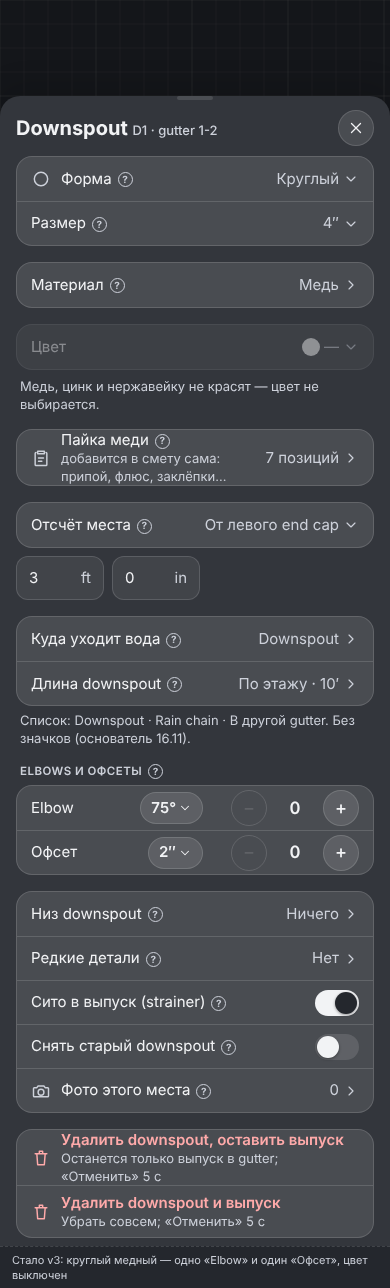 Downspout D1 · gutter 1-2
Форма ? Круглый
Размер ? 4″
Материал ? Медь
Цвет —
Медь, цинк и нержавейку не красят — цвет не
выбирается.
Пайка меди ?
добавится в смету сама:
припой, флюс, заклёпки...
7 позиций
Отсчёт места ? От левого end cap
3 ft 0 in
Куда уходит вода ? Downspout
Длина downspout ? По этажу · 10′
Список: Downspout · Rain chain · В другой gutter. Без
значков (основатель 16.11).
ELBOWS И ОФСЕТЫ ?
Elbow 75° − 0 +
Офсет 2″ − 0 +
Низ downspout ? Ничего
Редкие детали ? Нет
Сито в выпуск (strainer) ?
Снять старый downspout ?
Фото этого места ? 0
Удалить downspout, оставить выпуск
Останется только выпуск в gutter;
«Отменить» 5 с
Удалить downspout и выпуск
Убрать совсем; «Отменить» 5 с
Стало v3: круглый медный — одно «Elbow» и один «Офсет», цвет
выключен